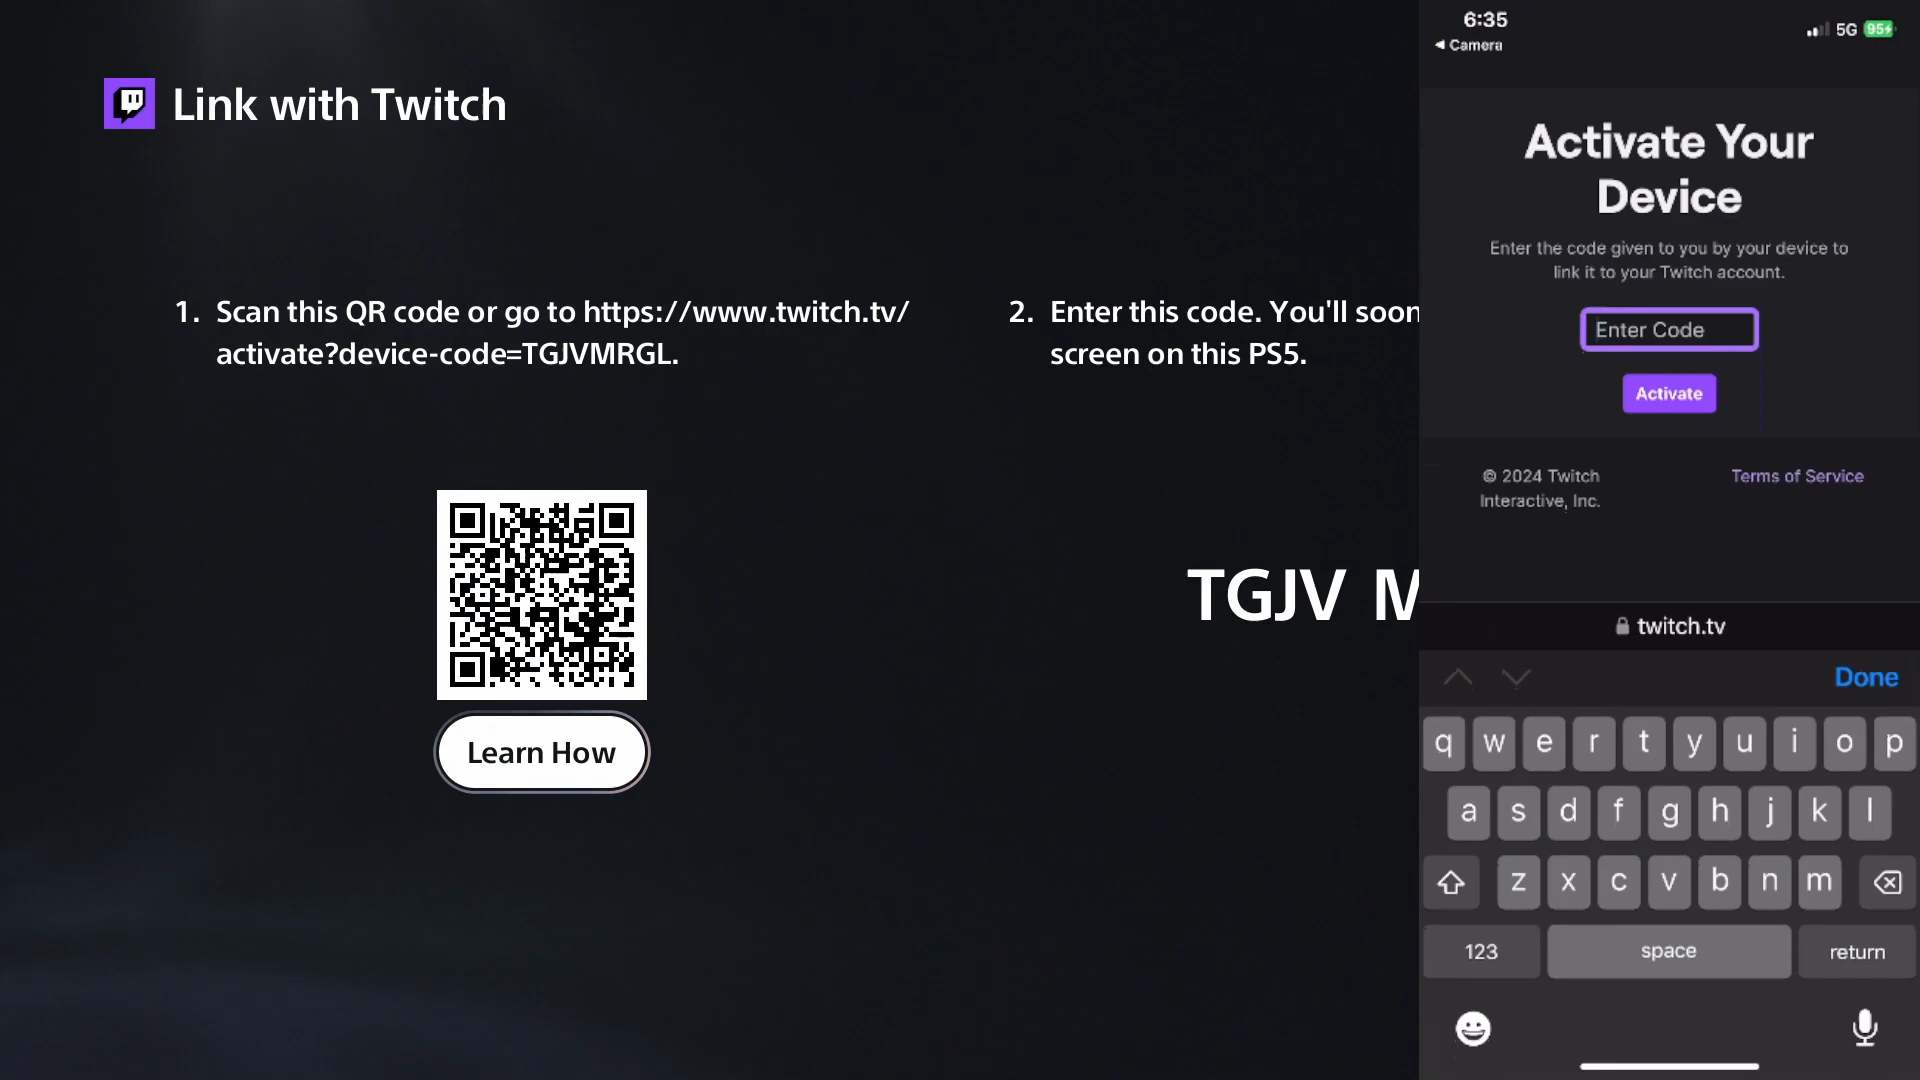 Link with Twitch
1. Scan this QR code or go to https://www.twitch.tv/
activate?device-code=TGJVMRGL.
2. Enter this code. You'll soon
screen on this PS5.
TGJV M
Learn How
6:35
Camera
5G 95
Activate Your
Device
Enter the code given to you by your device to
link it to your Twitch account.
Enter Code
Activate
© 2024 Twitch
Interactive, Inc.
Terms of Service
twitch.tv
Done
q w e r t y u i o p
a s d f g h j k l
z x c v b n m
123 space return